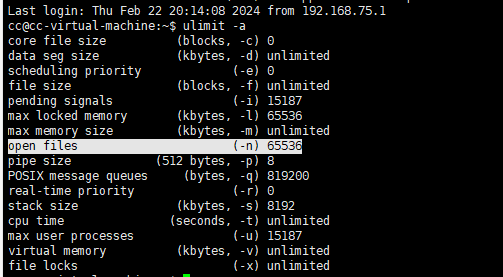 Last login: Thu Feb 22 20:14:08 2024 from 192.168.75.1
cc@cc-virtual-machine:~$ ulimit -a
core file size          (blocks, -c) 0
data seg size           (kbytes, -d) unlimited
scheduling priority             (-e) 0
file size               (blocks, -f) unlimited
pending signals                 (-i) 15187
max locked memory       (kbytes, -l) 65536
max memory size         (kbytes, -m) unlimited
open files                      (-n) 65536
pipe size            (512 bytes, -p) 8
POSIX message queues     (bytes, -q) 819200
real-time priority              (-r) 0
stack size              (kbytes, -s) 8192
cpu time               (seconds, -t) unlimited
max user processes              (-u) 15187
virtual memory          (kbytes, -v) unlimited
file locks                      (-x) unlimited